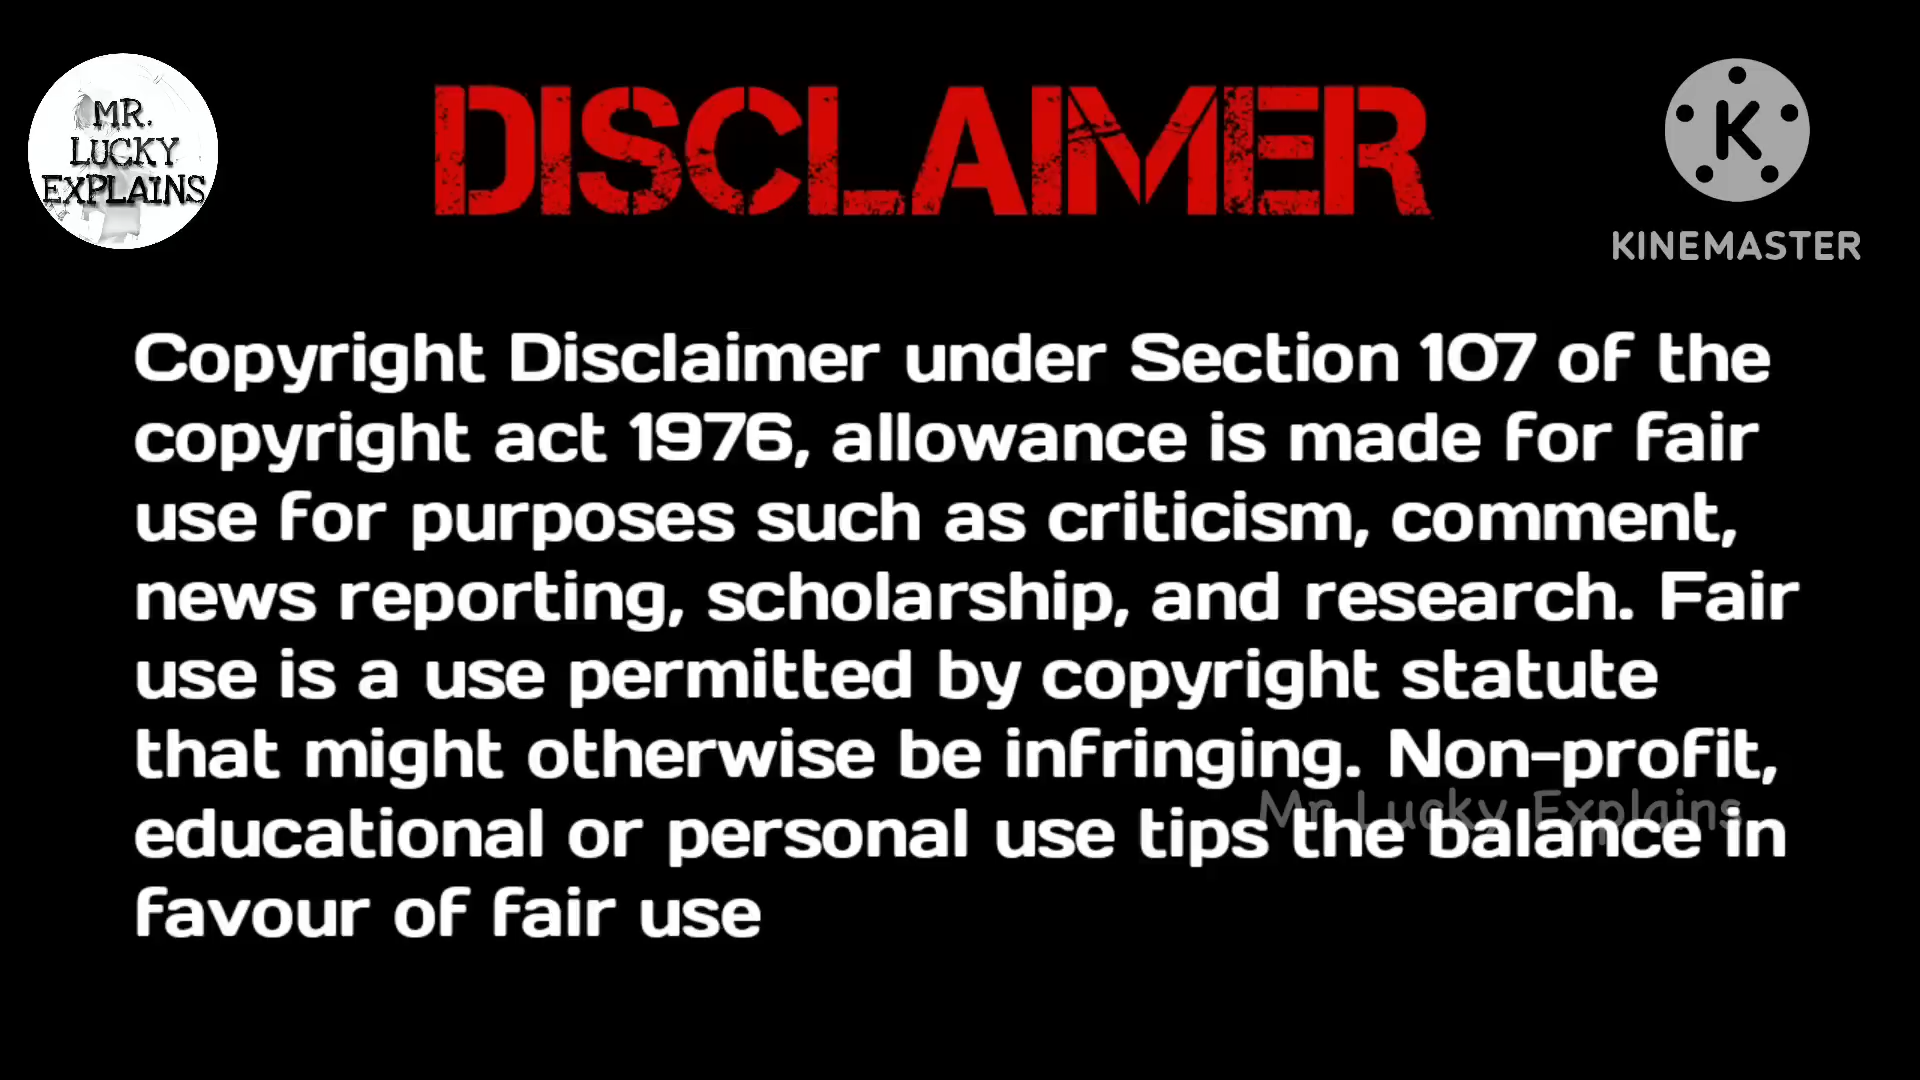 MR.
LUCKY
EXPLAINS
DISCLAIMER
K
KINEMASTER
Copyright Disclaimer under Section 107 of the
copyright act 1976, allowance is made for fair
use for purposes such as criticism, comment,
news reporting, scholarship, and research. Fair
use is a use permitted by copyright statute
that might otherwise be infringing. Non-profit,
Mr Lucky Explains
educational or personal use tips the balance in
favour of fair use